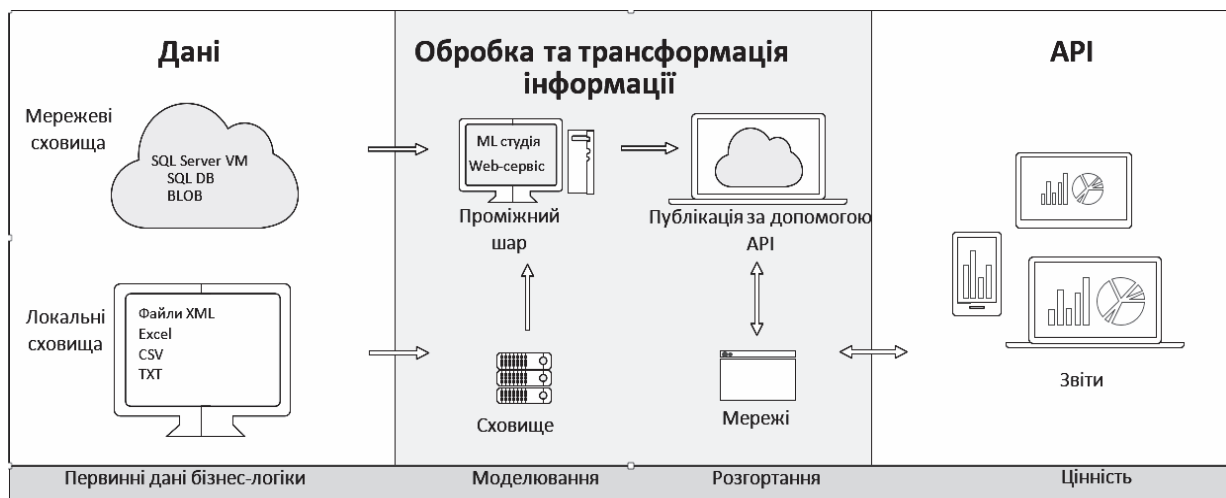 Дані
Мережеві
сховища
SQL Server VM
SQL DB
BLOB
Локальні
сховища
Файли XML
Excel
CSV
TXT
Первинні дані бізнес-логіки
Обробка та трансформація
інформації
ML студія
Web-сервіс
Проміжний
шар
Публікація за допомогою
АРІ
Сховище
Мережі
Моделювання
Розгортання
АРІ
Звіти
Цінність